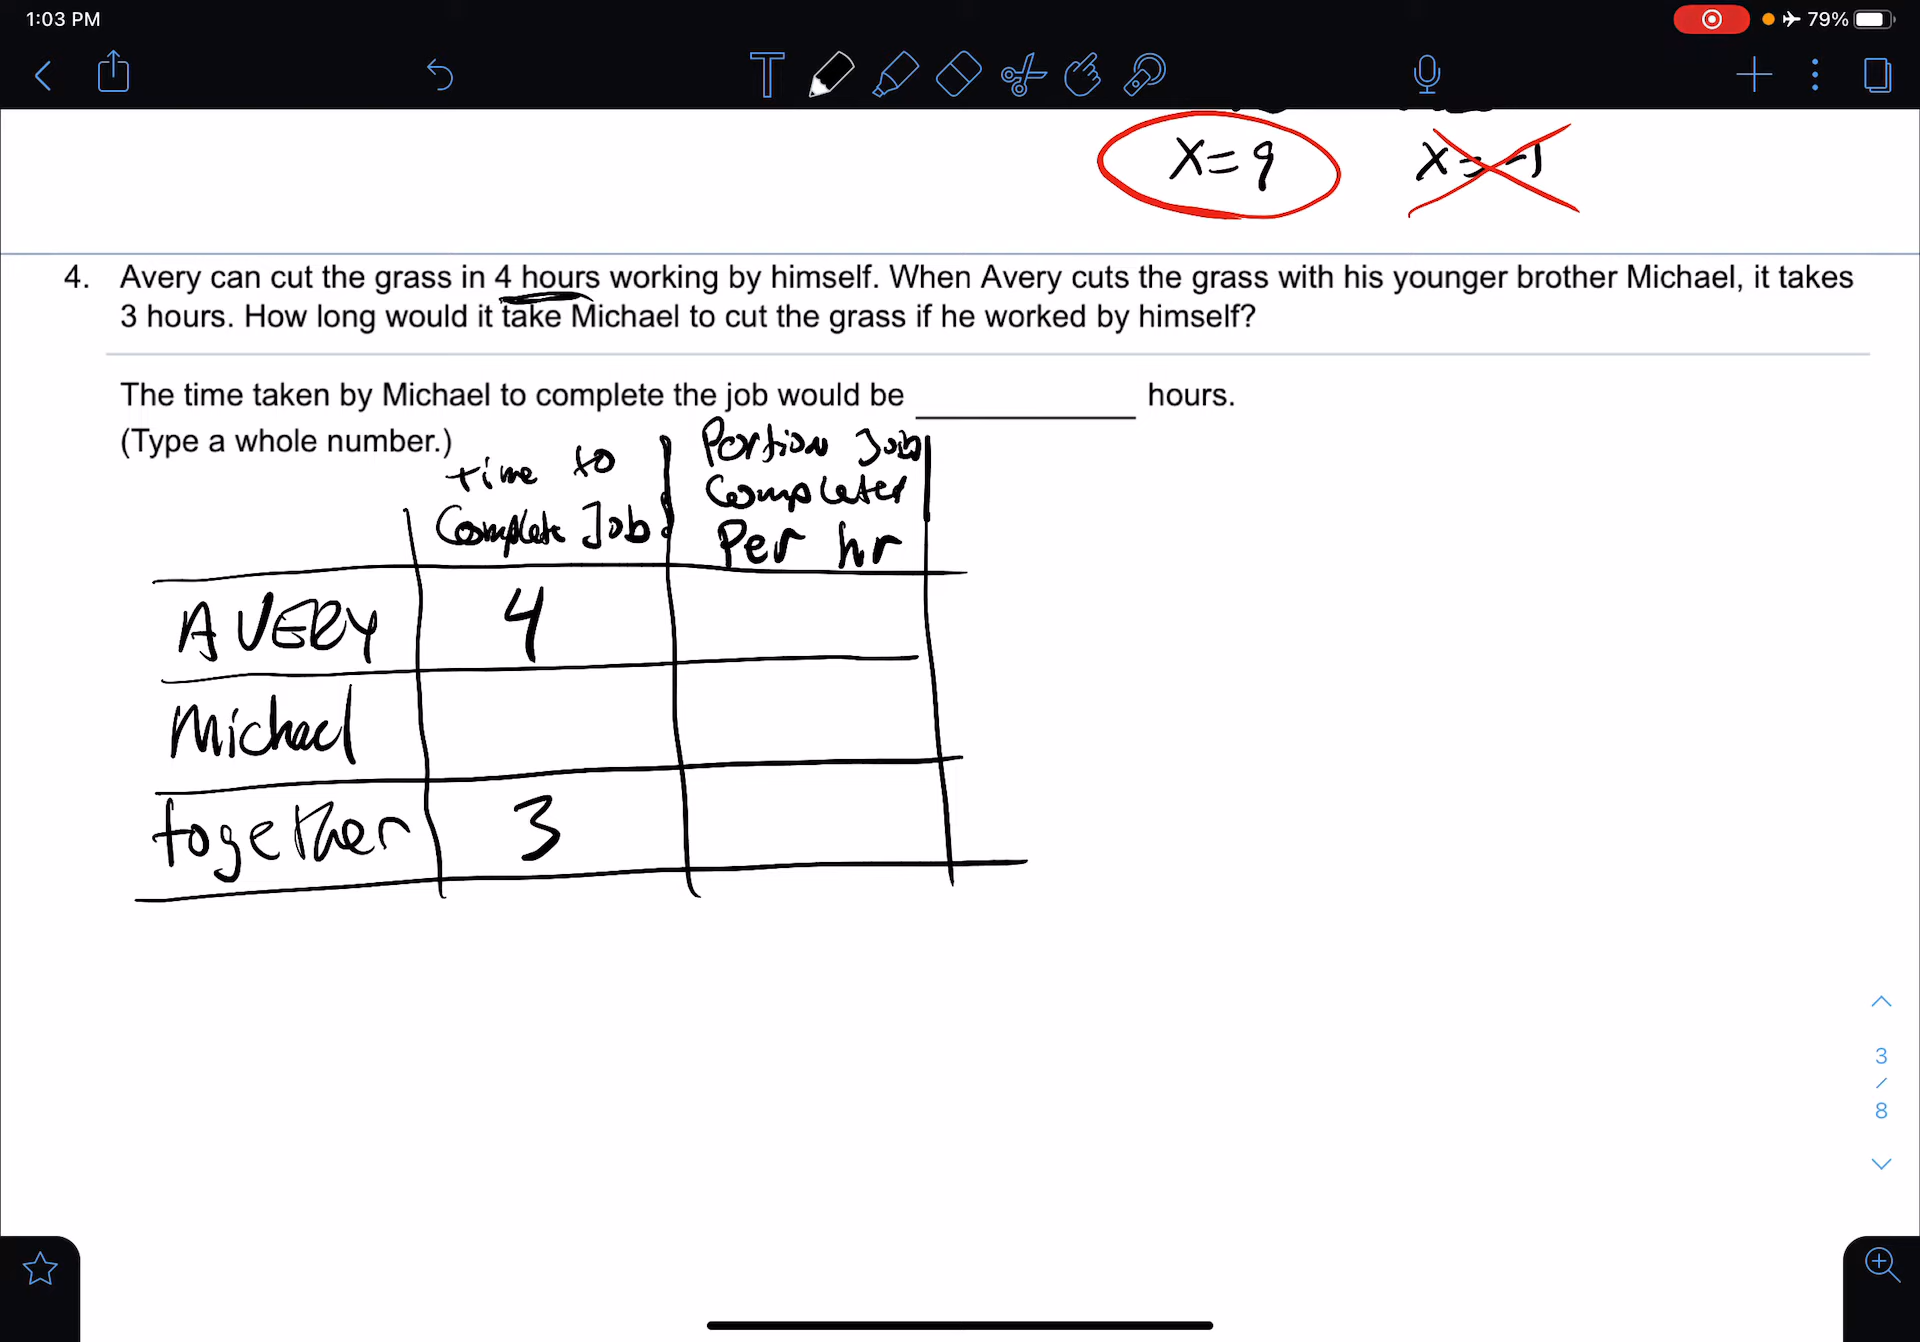 1:03 PM
79%
x=9 x=-1
4. Avery can cut the grass in 4 hours working by himself. When Avery cuts the grass with his younger brother Michael, it takes
3 hours. How long would it take Michael to cut the grass if he worked by himself?
The time taken by Michael to complete the job would be ____________ hours.
(Type a whole number.)
time to
Complete Job
Portion Job
Completed
Per hr
AVERY 4
Michael
together 3
3
/
8